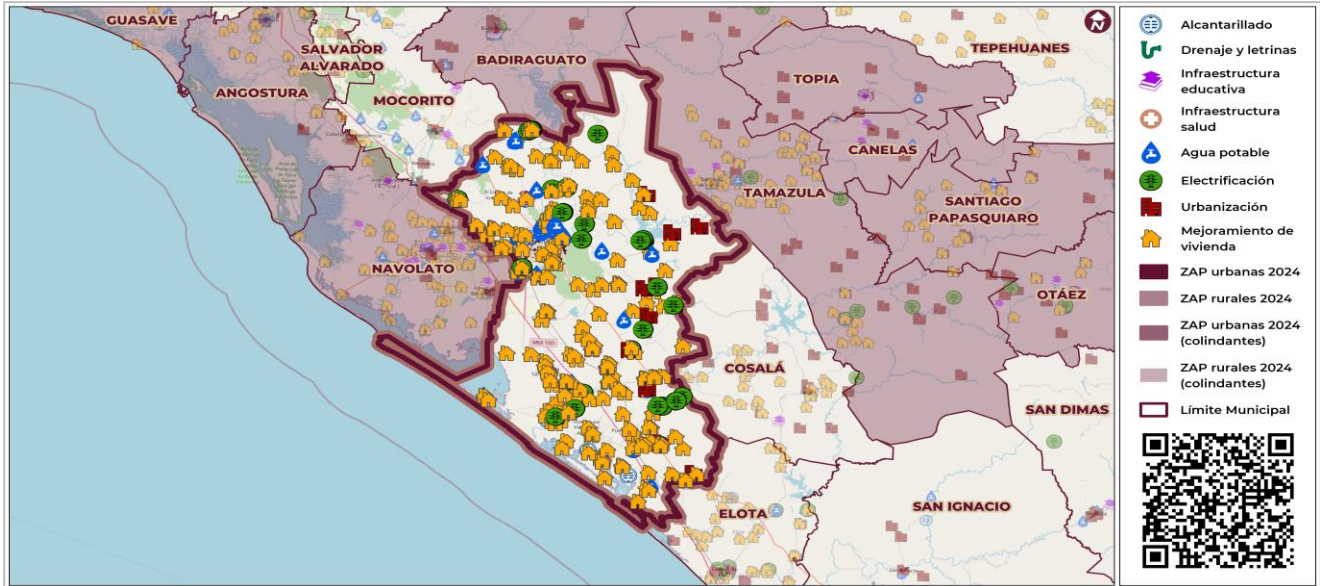 GUASAVE
SALVADOR
ALVARADO
ANGOSTURA
MOCORITO
BADIRAGUATO
TEPEHUANES
TOPIA
CANELAS
TAMAZULA
SANTIAGO
PAPASQUIARO
NAVOLATO
OTÁEZ
MEX 15D
COSALÁ
SAN DIMAS
ELOTA
SAN IGNACIO
N
Alcantarillado
Drenaje y letrinas
Infraestructura
educativa
Infraestructura
salud
Agua potable
Electrificación
Urbanización
Mejoramiento de
vivienda
ZAP urbanas 2024
ZAP rurales 2024
ZAP urbanas 2024
(colindantes)
ZAP rurales 2024
(colindantes)
Límite Municipal